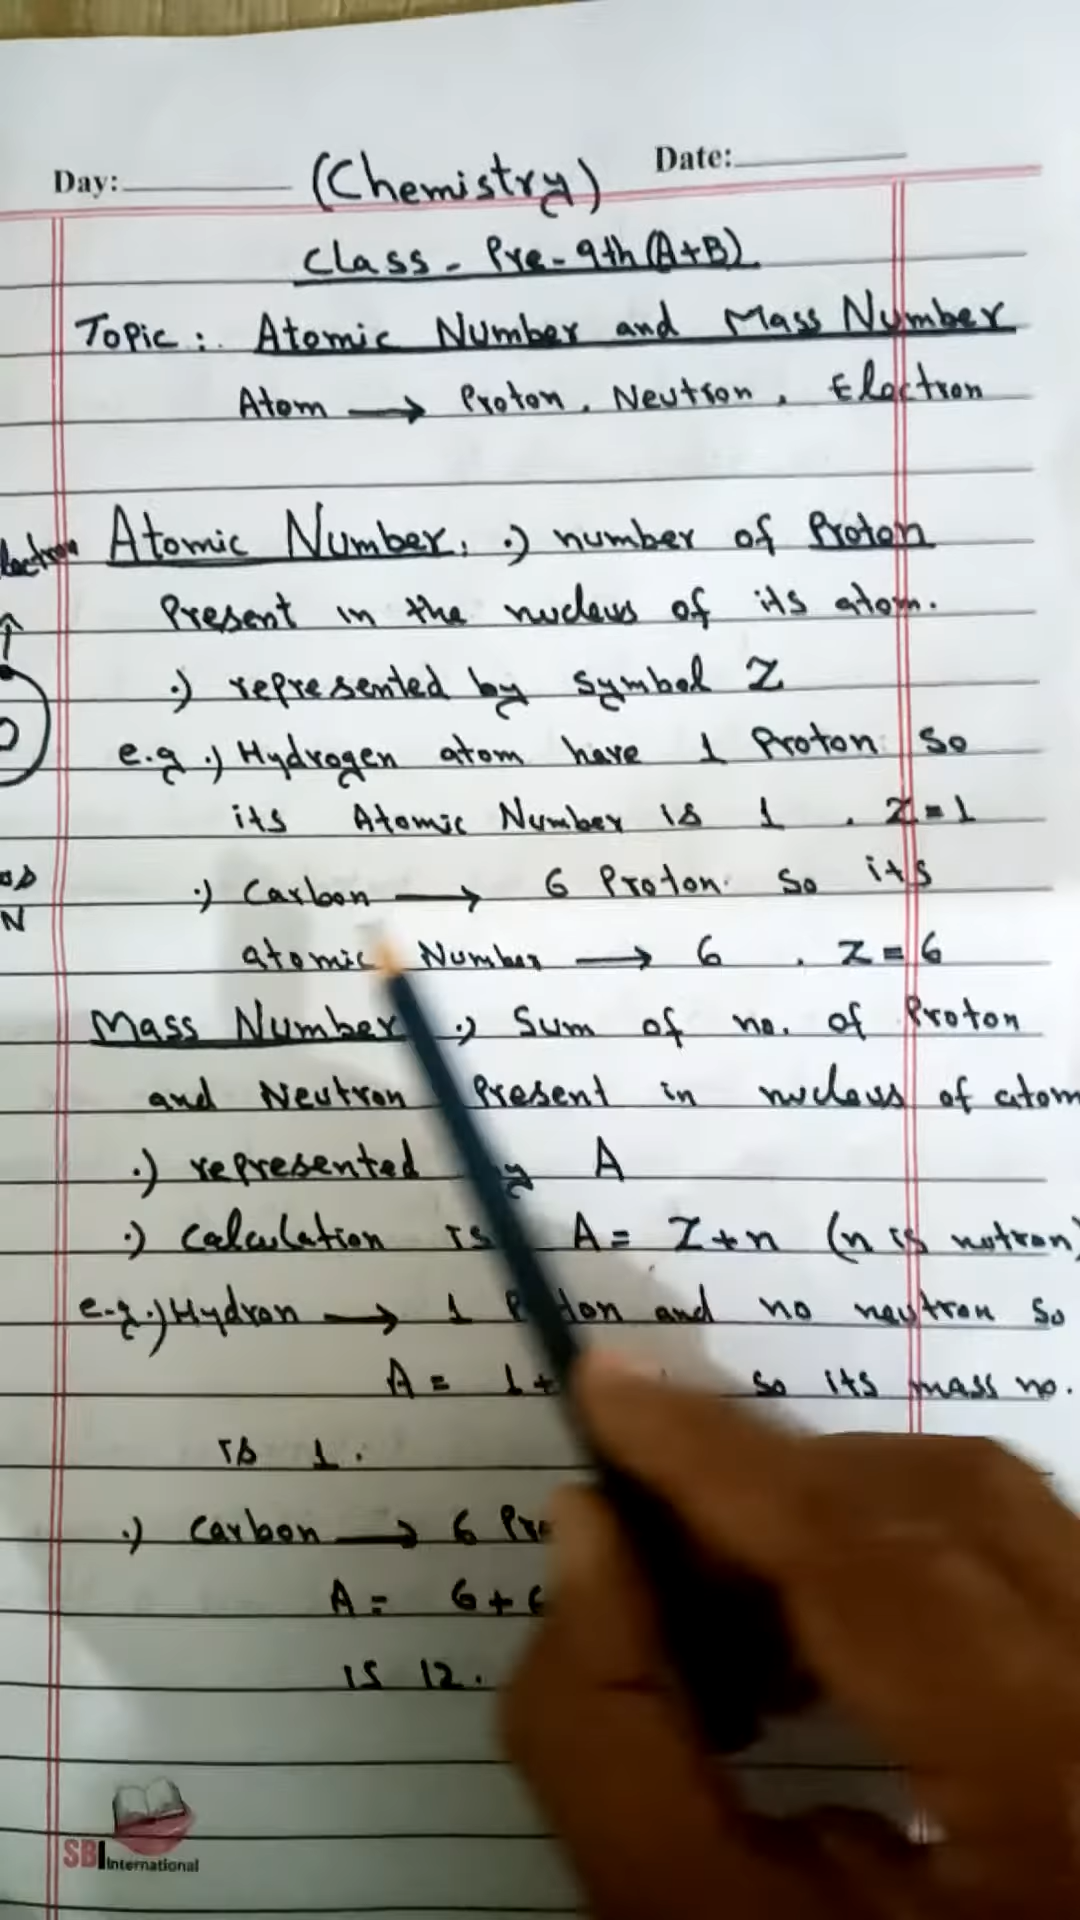 Day: (Chemistry) Date:
Class - Pre-9th (A+B)
Topic: Atomic Number and Mass Number
Atom → Proton, Neutron, Electron
Atomic Number: .) number of Proton
Present in the nucleus of its atom.
.) represented by symbol Z
e.g .) Hydrogen atom have 1 Proton so
its Atomic Number is 1 . Z=1
.) Carbon → 6 Proton. So its
atomic Number → 6 . Z=6
Mass Number .) Sum of no. of Proton
and Neutron Present in nucleus of atom
.) represented A
.) Calculation is A= Z+n (n is notron)
e.g.) Hydron → 1 and no neutron so
A= 1+ so its mass no.
is 1.
.) Carbon → 6
A= 6+6
is 12.
N
SBI International